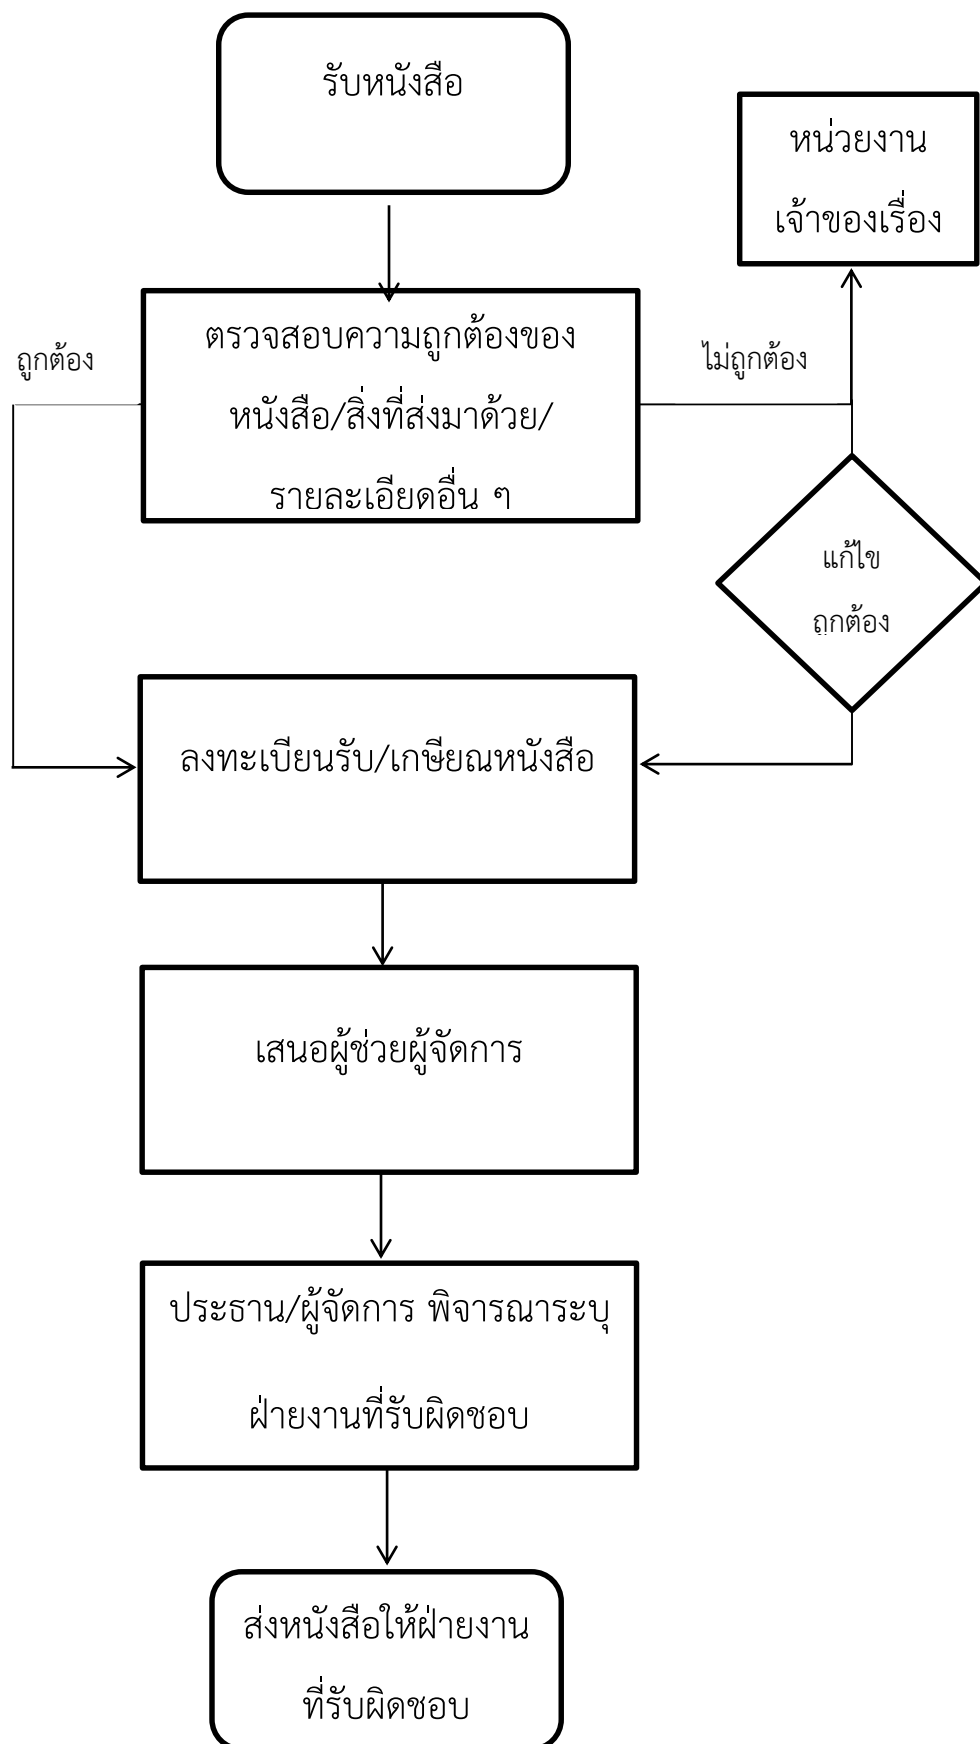 รับหนังสือ
หน่วยงาน
เจ้าของเรื่อง
ตรวจสอบความถูกต้องของ
หนังสือ/สิ่งที่ส่งมาด้วย/
รายละเอียดอื่น ๆ
ถูกต้อง
ไม่ถูกต้อง
แก้ไข
ถูกต้อง
ลงทะเบียนรับ/เกษียณหนังสือ
เสนอผู้ช่วยผู้จัดการ
ประธาน/ผู้จัดการ พิจารณาระบุ
ฝ่ายงานที่รับผิดชอบ
ส่งหนังสือให้ฝ่ายงาน
ที่รับผิดชอบ